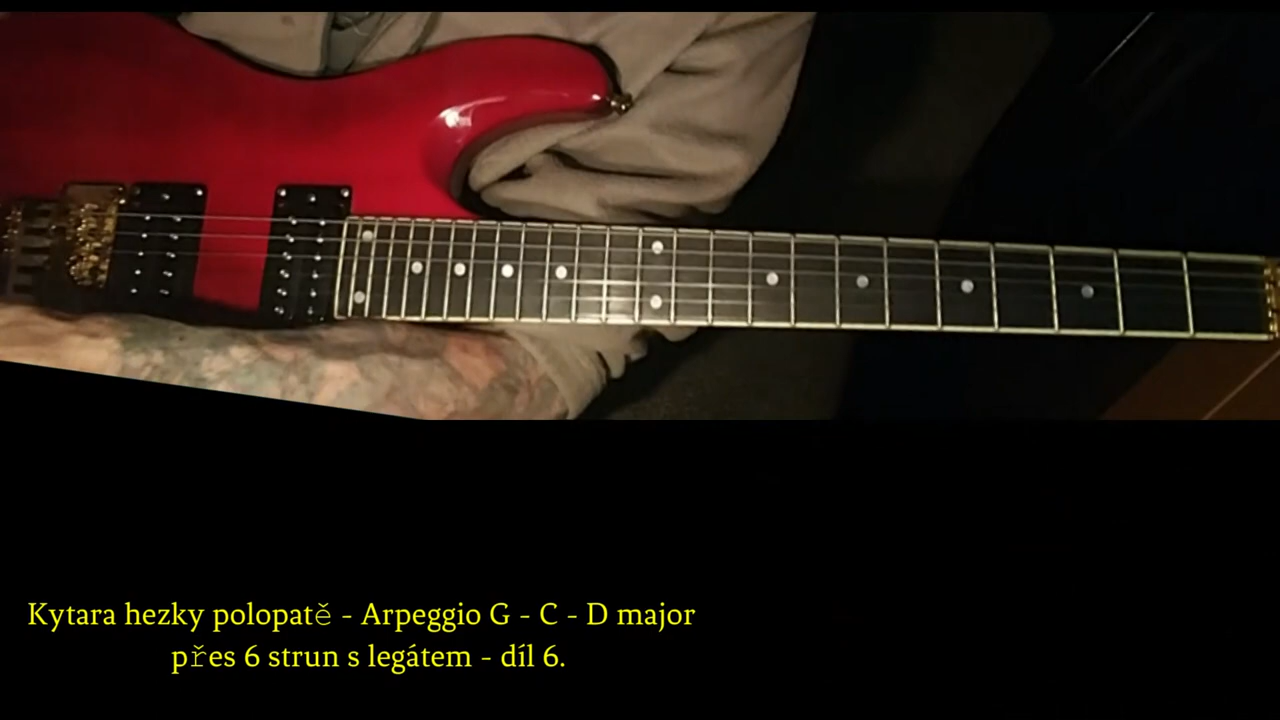 Kytara hezky polopatě - Arpeggio G - C - D major
přes 6 strun s legátem - díl 6.